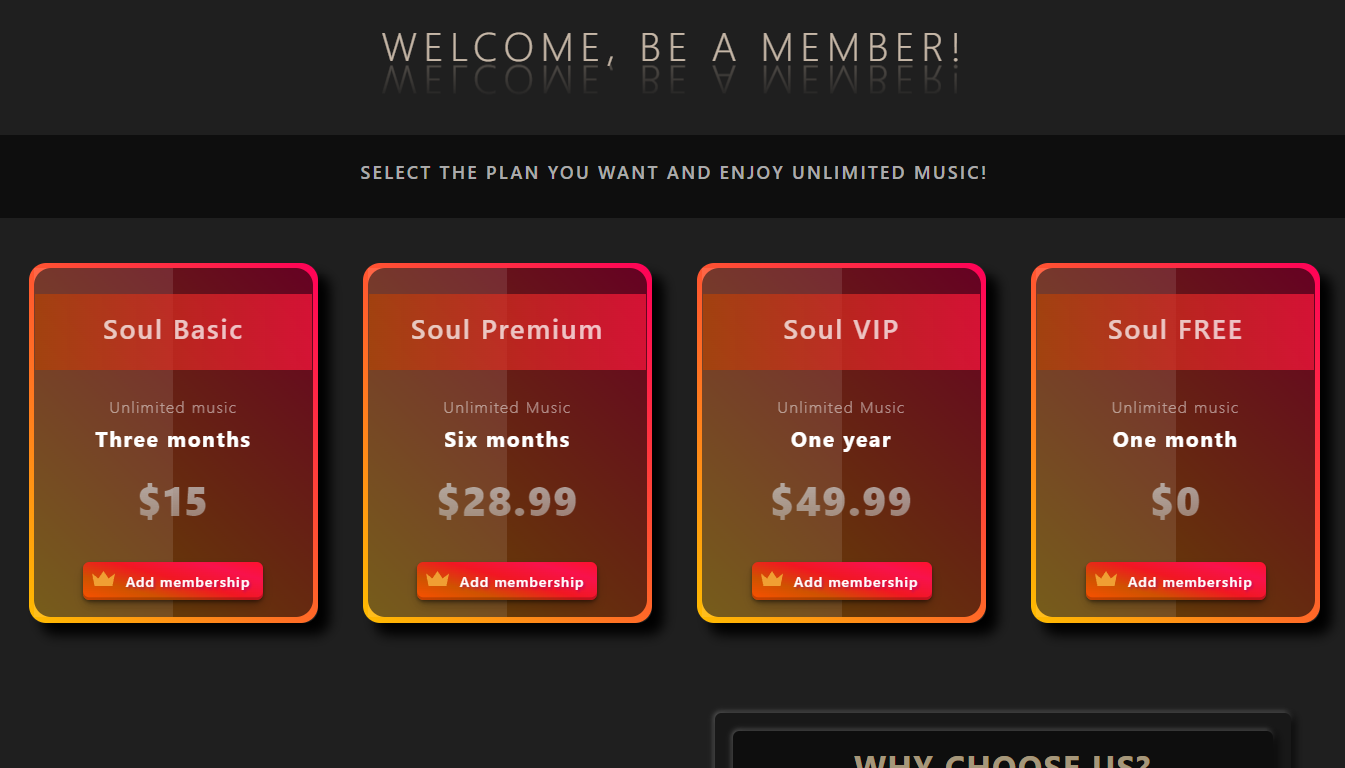 WELCOME, BE A MEMBER!
SELECT THE PLAN YOU WANT AND ENJOY UNLIMITED MUSIC!
Soul Basic
Unlimited music
Three months
$15
Add membership
Soul Premium
Unlimited Music
Six months
$28.99
Add membership
Soul VIP
Unlimited Music
One year
$49.99
Add membership
Soul FREE
Unlimited music
One month
$0
Add membership
WHY CHOOSE US?